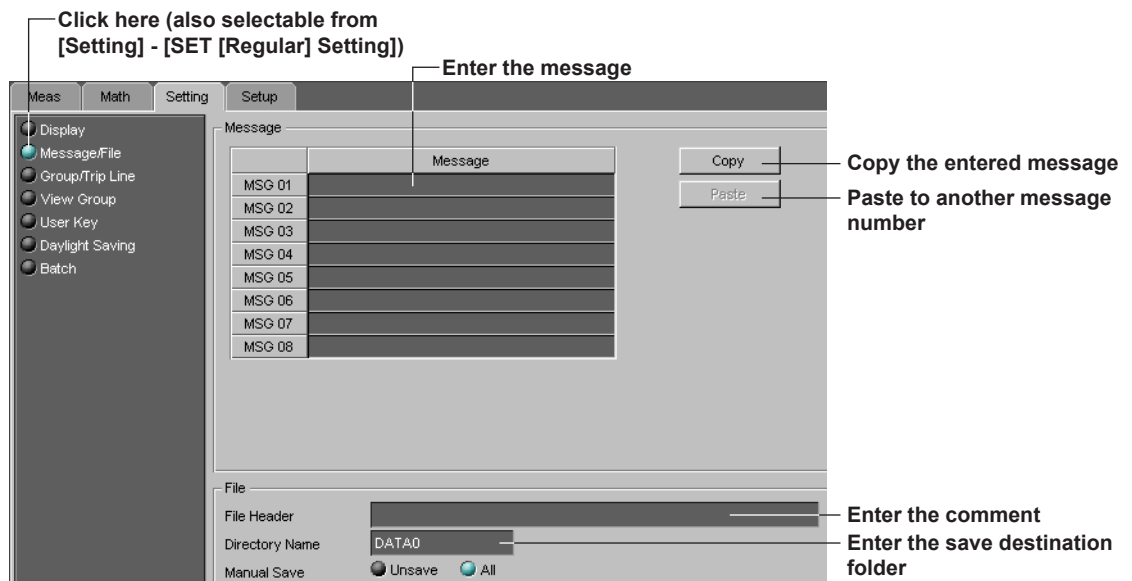 Click here (also selectable from
[Setting] - [SET [Regular] Setting])
Enter the message
Meas Math Setting Setup
Display
Message/File
Group/Trip Line
View Group
User Key
Daylight Saving
Batch
Message
Message
MSG 01
MSG 02
MSG 03
MSG 04
MSG 05
MSG 06
MSG 07
MSG 08
Copy
Paste
Copy the entered message
Paste to another message
number
File
File Header
Directory Name DATA0
Manual Save Unsave All
Enter the comment
Enter the save destination
folder